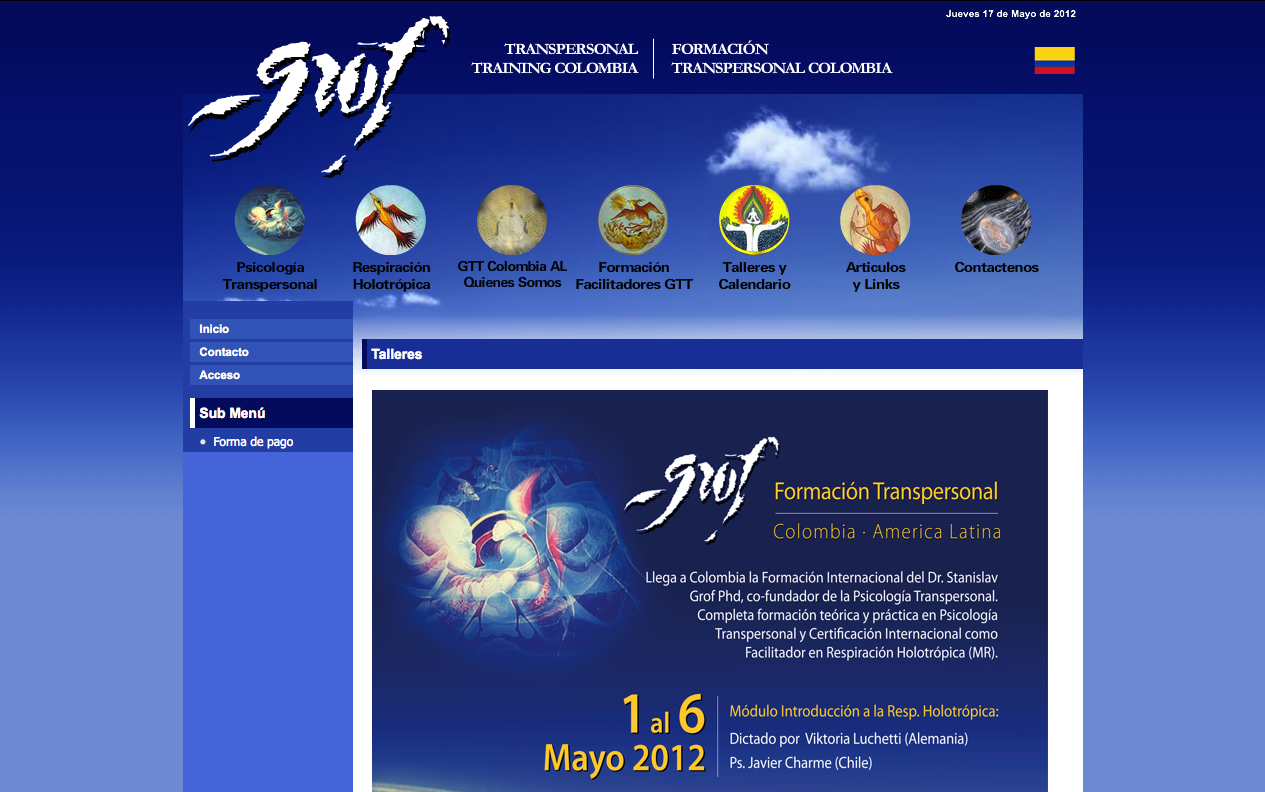 Jueves 17 de Mayo de 2012
Grof
TRANSPERSONAL
TRAINING COLOMBIA
FORMACIÓN
TRANSPERSONAL COLOMBIA
Psicología
Transpersonal
Respiración
Holotrópica
GTT Colombia AL
Quienes Somos
Formación
Facilitadores GTT
Talleres y
Calendario
Articulos
y Links
Contactenos
Inicio
Contacto
Acceso
Sub Menú
Forma de pago
Talleres
Grof
Formación Transpersonal
Colombia · America Latina
Llega a Colombia la Formación Internacional del Dr. Stanislav
Grof Phd, co-fundador de la Psicología Transpersonal.
Completa formación teórica y práctica en Psicología
Transpersonal y Certificación Internacional como
Facilitador en Respiración Holotrópica (MR).
1 al 6
Mayo 2012
Módulo Introducción a la Resp. Holotrópica:
Dictado por Viktoria Luchetti (Alemania)
Ps. Javier Charme (Chile)